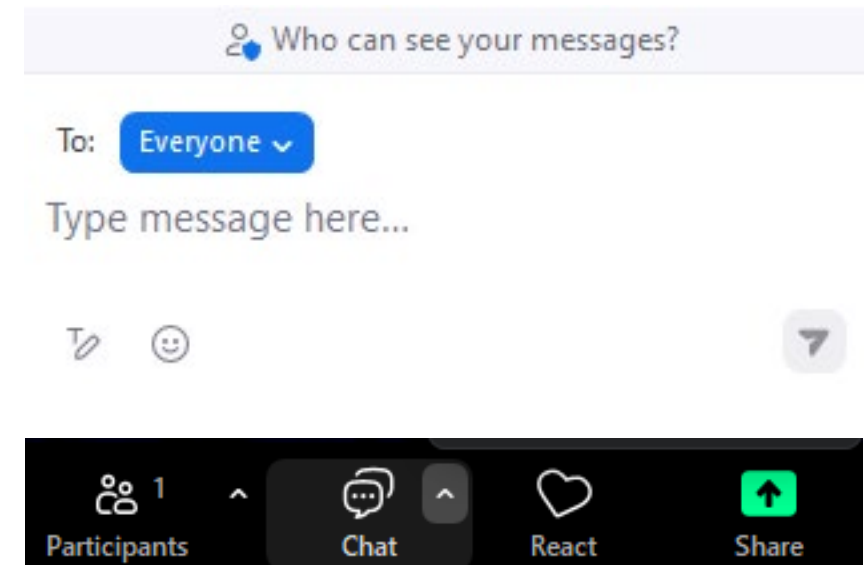 Who can see your messages?
To: Everyone
Type message here...
1
Participants Chat React Share